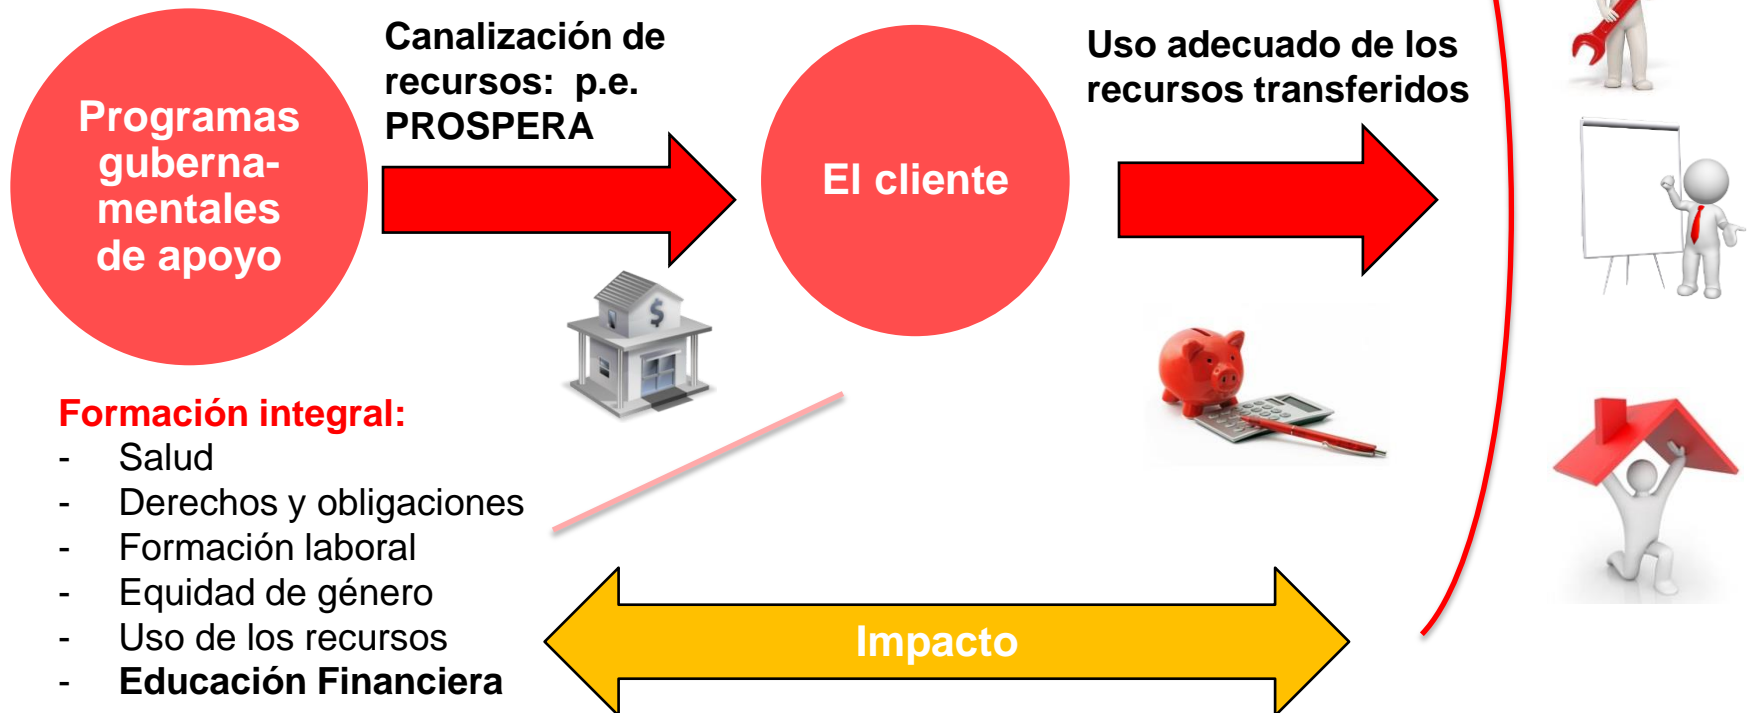 Programas
guberna-
mentales
de apoyo
Canalización de
recursos: p.e.
PROSPERA
El cliente
Uso adecuado de los
recursos transferidos
$
Formación integral:
- Salud
- Derechos y obligaciones
- Formación laboral
- Equidad de género
- Uso de los recursos
- Educación Financiera
Impacto